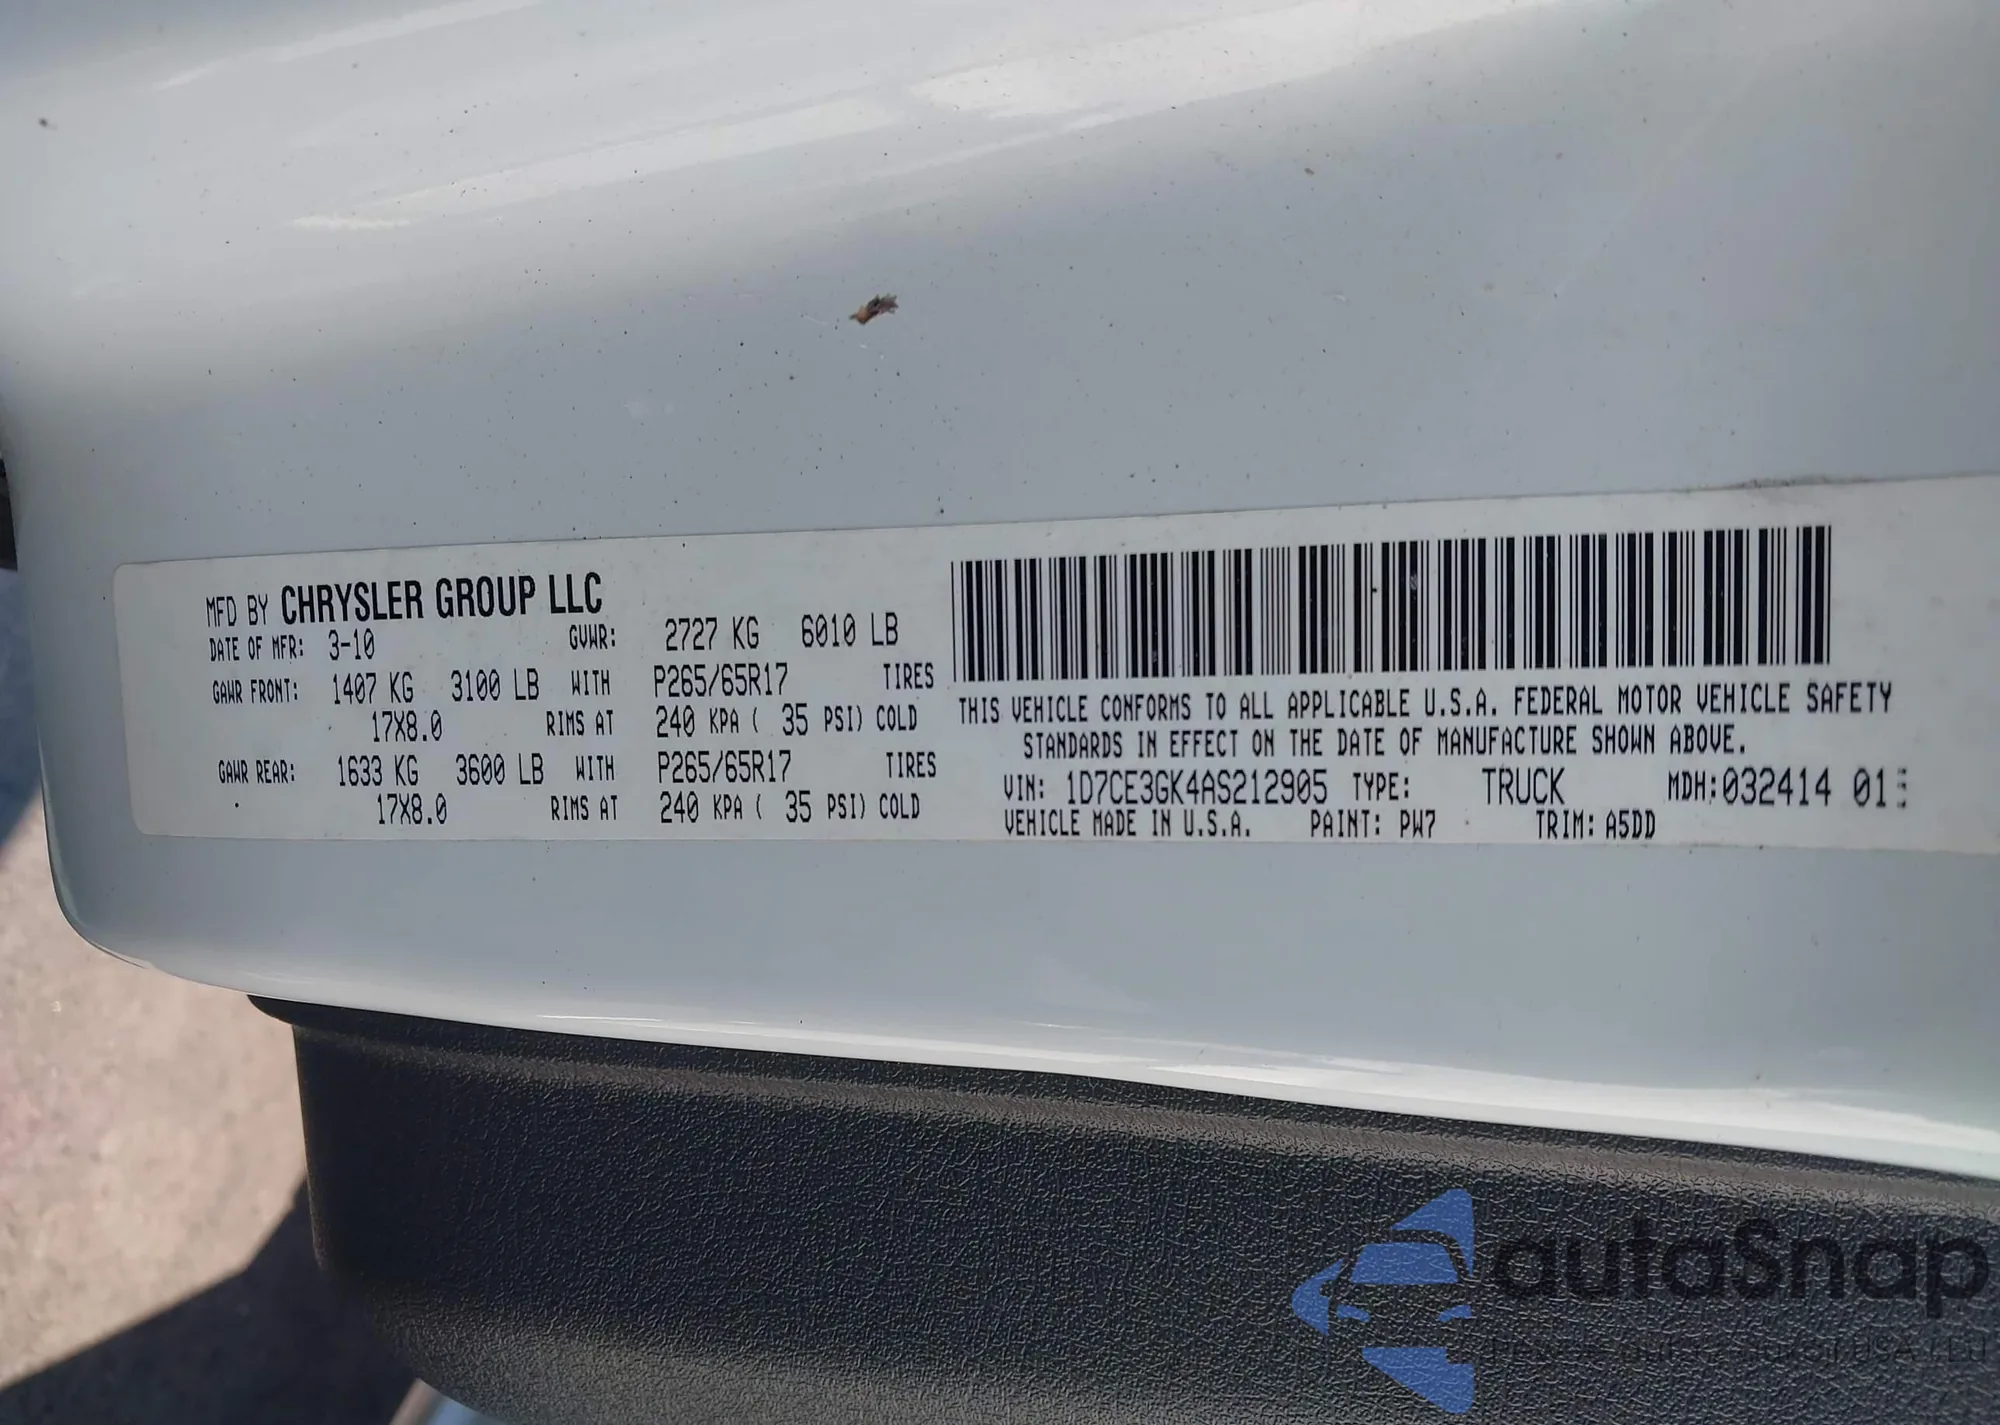 MFD BY CHRYSLER GROUP LLC
DATE OF MFR: 3-10 GVWR: 2727 KG 6010 LB
GAWR FRONT: 1407 KG 3100 LB WITH P265/65R17 TIRES
17X8.0 RIMS AT 240 KPA ( 35 PSI) COLD
GAWR REAR: 1633 KG 3600 LB WITH P265/65R17 TIRES
17X8.0 RIMS AT 240 KPA ( 35 PSI) COLD
THIS VEHICLE CONFORMS TO ALL APPLICABLE U.S.A. FEDERAL MOTOR VEHICLE SAFETY
STANDARDS IN EFFECT ON THE DATE OF MANUFACTURE SHOWN ABOVE.
VIN: 1D7CE3GK4AS212905 TYPE: TRUCK MDH: 032414 01
VEHICLE MADE IN U.S.A. PAINT: PW7 TRIM: A5DD
autoSnap